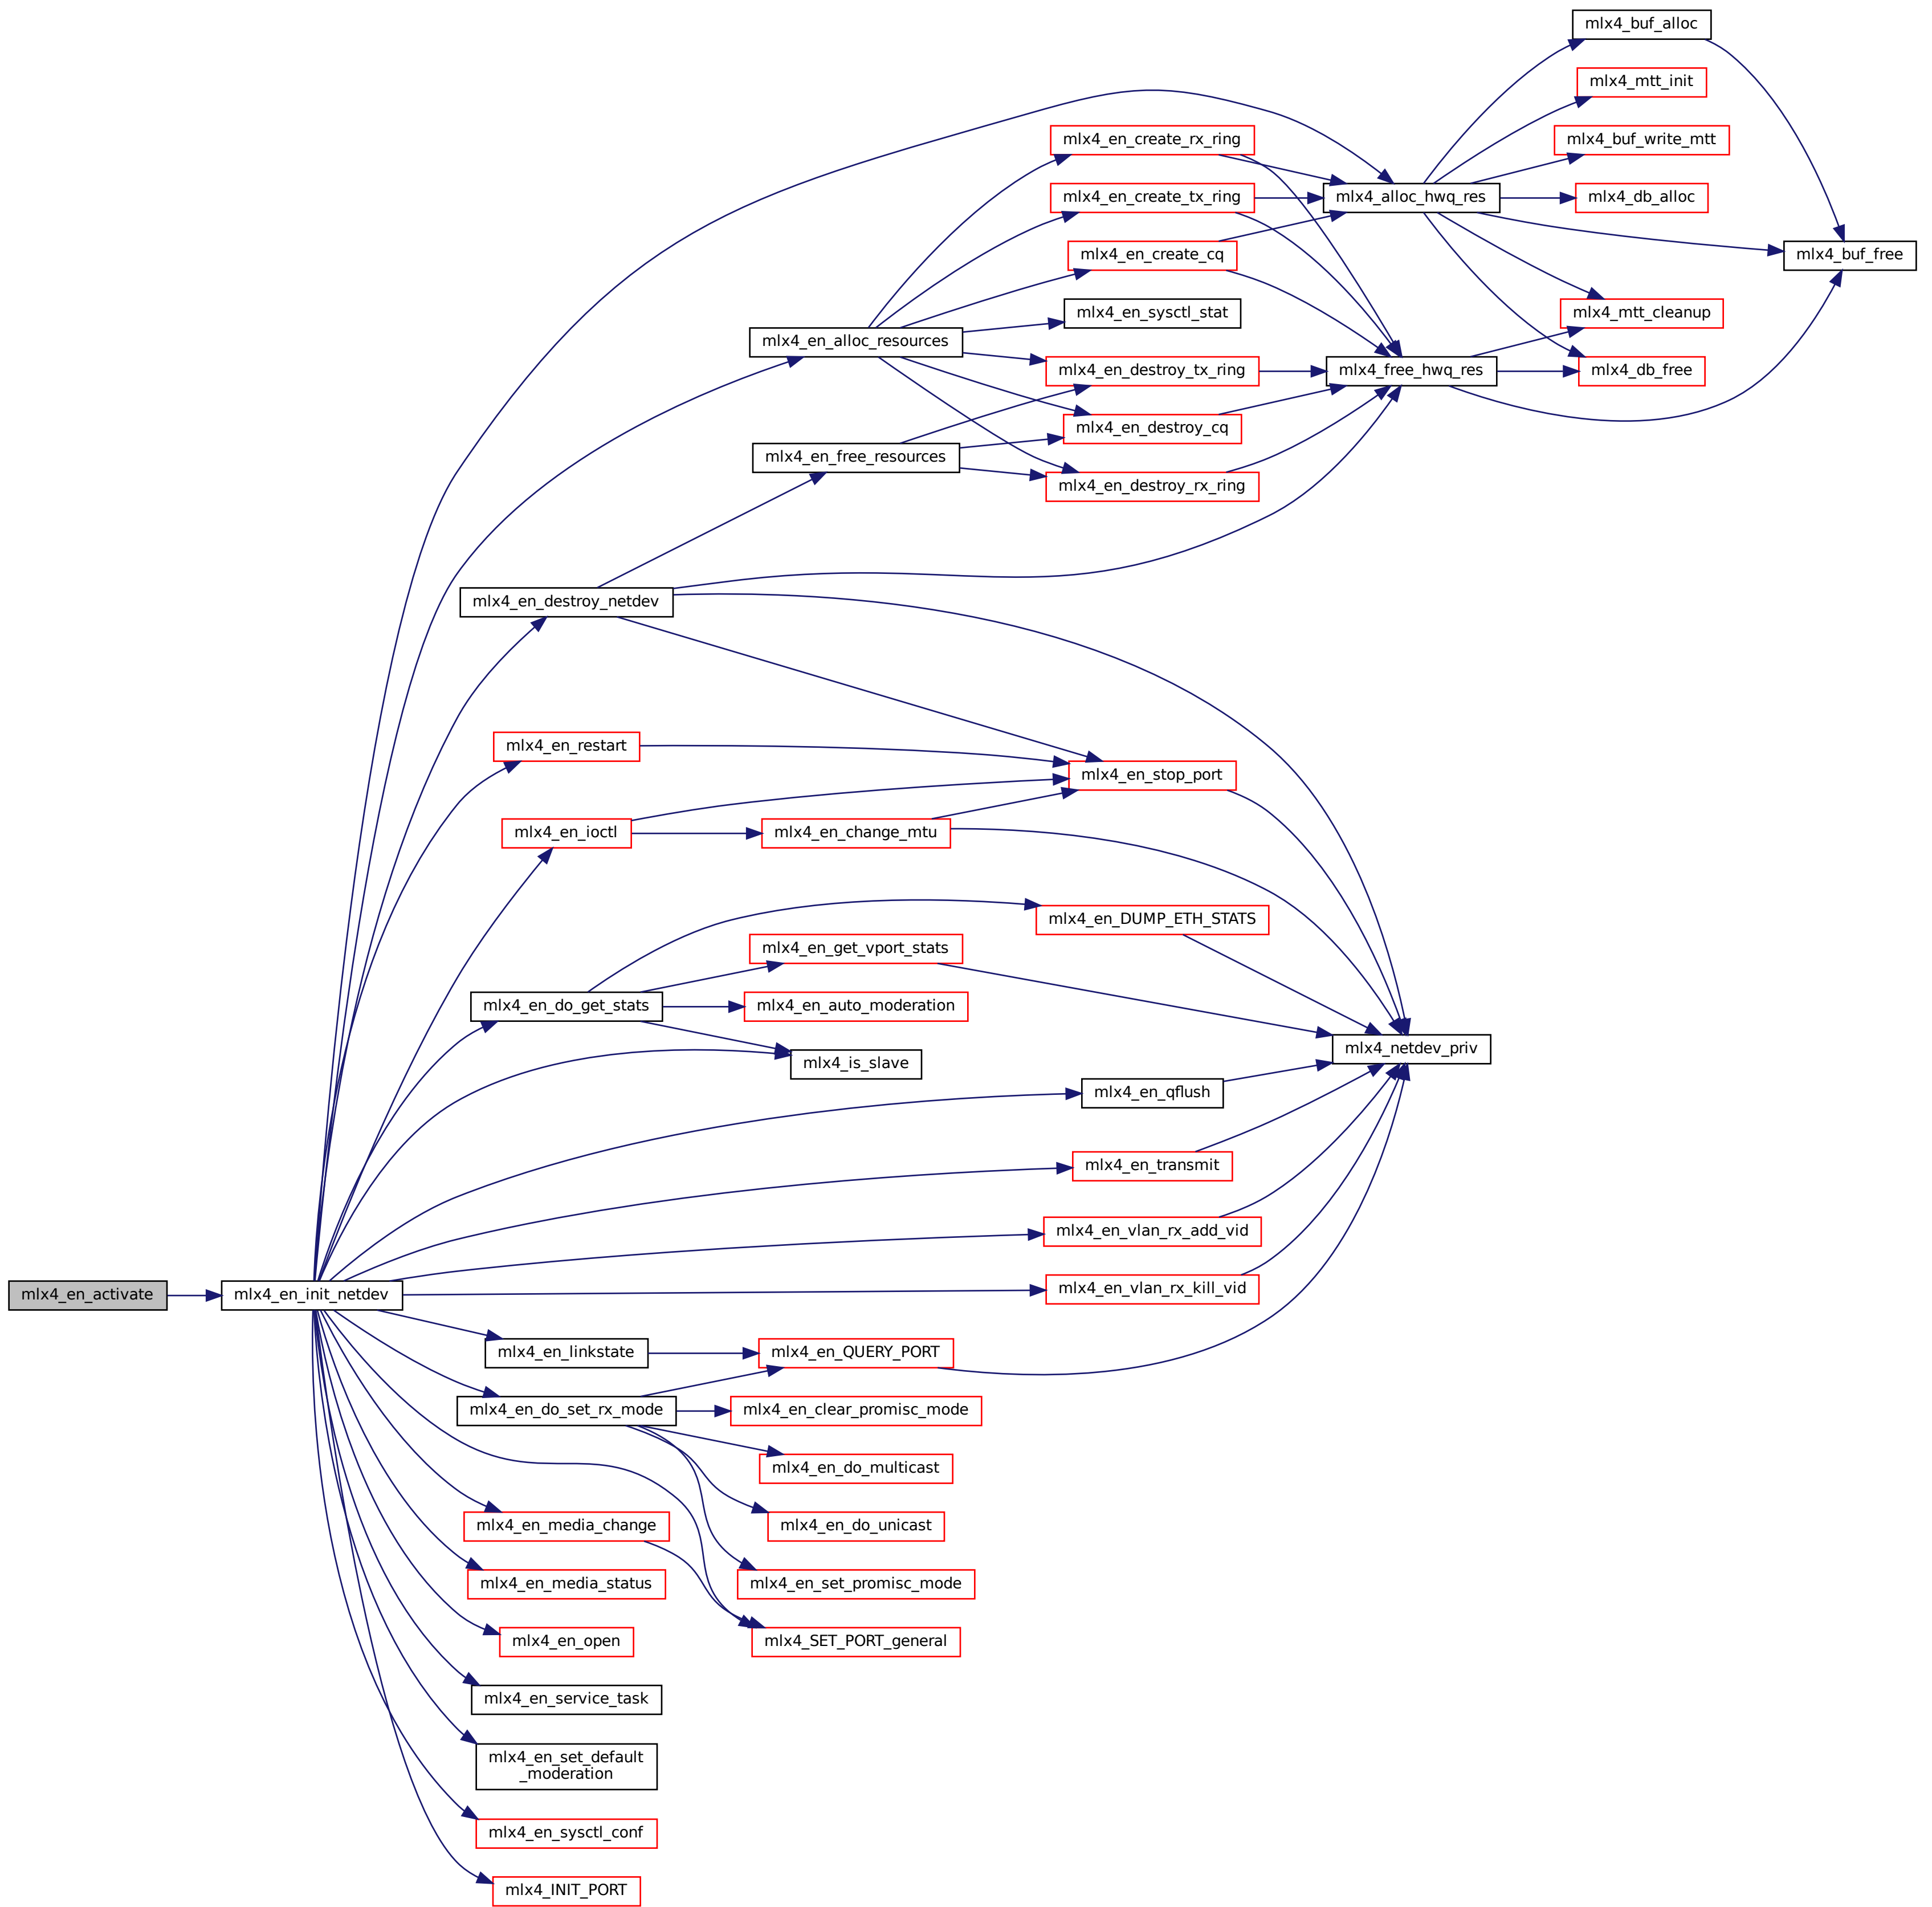 mlx4_buf_alloc
mlx4_mtt_init
mlx4_en_create_rx_ring
mlx4_buf_write_mtt
mlx4_en_create_tx_ring
mlx4_alloc_hwq_res
mlx4_db_alloc
mlx4_en_create_cq
mlx4_buf_free
mlx4_en_sysctl_stat
mlx4_mtt_cleanup
mlx4_en_alloc_resources
mlx4_en_destroy_tx_ring
mlx4_free_hwq_res
mlx4_db_free
mlx4_en_destroy_cq
mlx4_en_free_resources
mlx4_en_destroy_rx_ring
mlx4_en_destroy_netdev
mlx4_en_restart
mlx4_en_stop_port
mlx4_en_ioctl
mlx4_en_change_mtu
mlx4_en_DUMP_ETH_STATS
mlx4_en_get_vport_stats
mlx4_en_do_get_stats
mlx4_en_auto_moderation
mlx4_netdev_priv
mlx4_is_slave
mlx4_en_qflush
mlx4_en_transmit
mlx4_en_vlan_rx_add_vid
mlx4_en_vlan_rx_kill_vid
mlx4_en_activate
mlx4_en_init_netdev
mlx4_en_linkstate
mlx4_en_QUERY_PORT
mlx4_en_do_set_rx_mode
mlx4_en_clear_promisc_mode
mlx4_en_do_multicast
mlx4_en_media_change
mlx4_en_do_unicast
mlx4_en_media_status
mlx4_en_set_promisc_mode
mlx4_en_open
mlx4_SET_PORT_general
mlx4_en_service_task
mlx4_en_set_default
_moderation
mlx4_en_sysctl_conf
mlx4_INIT_PORT